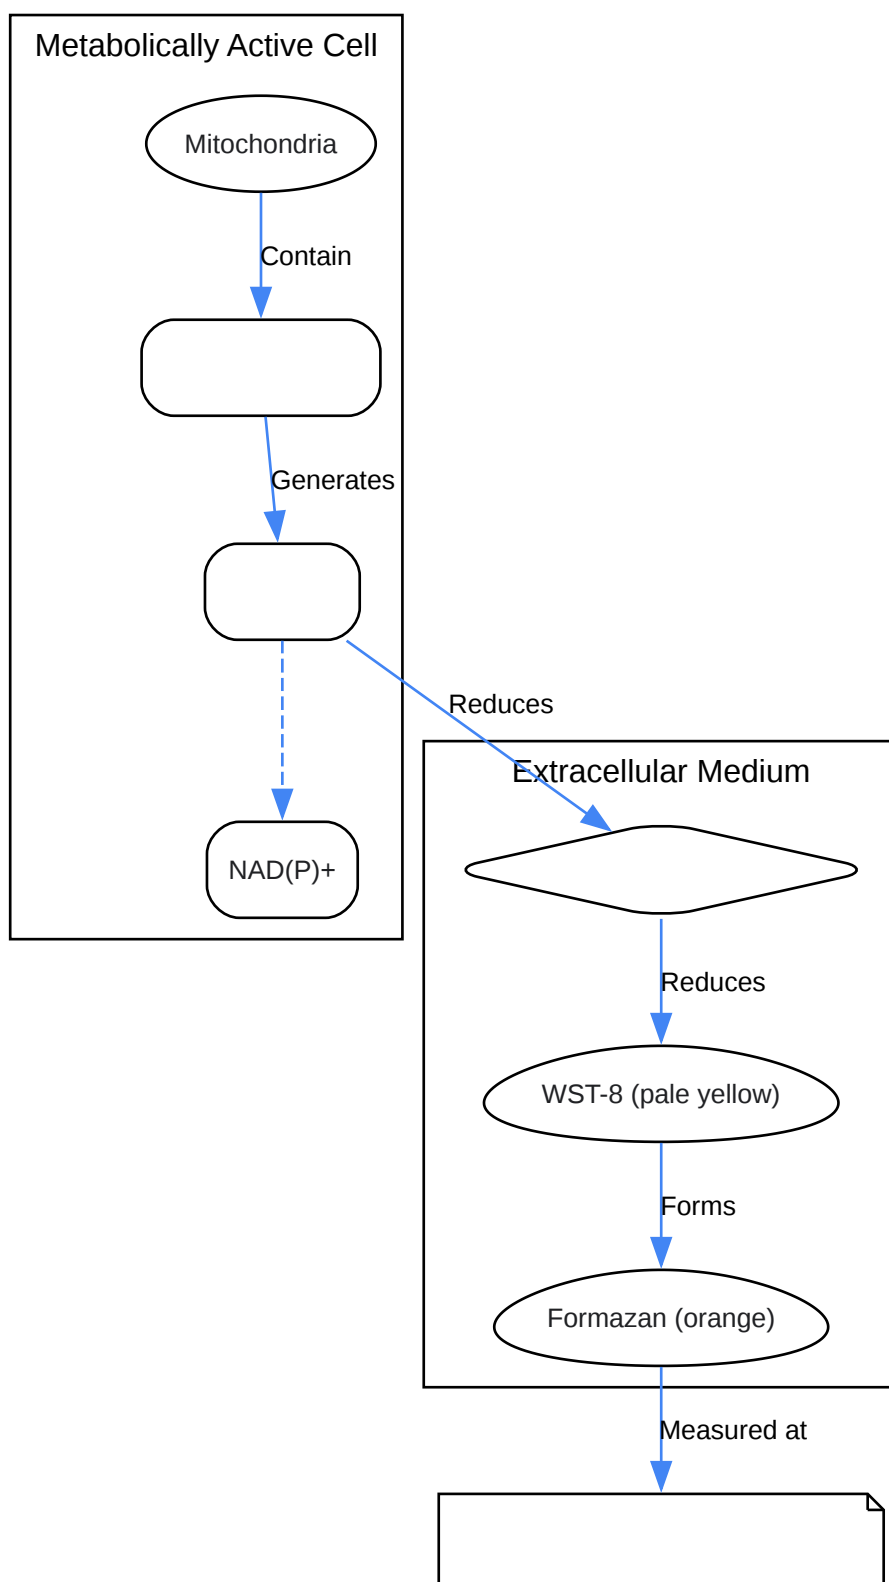 Metabolically Active Cell
Mitochondria
Contain
Generates
Reduces
Extracellular Medium
NAD(P)+
Reduces
WST-8 (pale yellow)
Forms
Formazan (orange)
Measured at